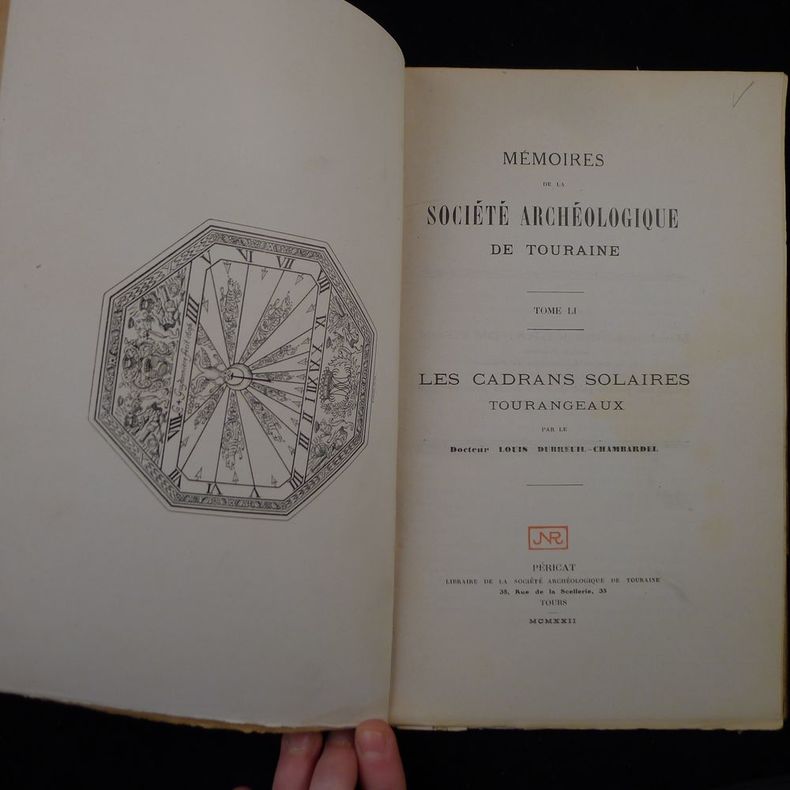 MÉMOIRES
DE LA
SOCIÉTÉ ARCHÉOLOGIQUE
DE TOURAINE
TOME LI
LES CADRANS SOLAIRES
TOURANGEAUX
PAR LE
Docteur LOUIS DUBREUIL-CHAMBARDEL
PÉRICAT
LIBRAIRE DE LA SOCIÉTÉ ARCHÉOLOGIQUE DE TOURAINE
35, Rue de la Scellerie, 35
TOURS
MCMXXII